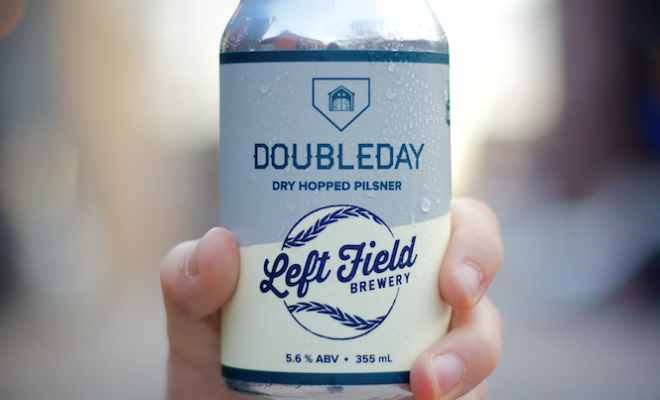 DOUBLEDAY
DRY HOPPED PILSNER
Left Field
BREWERY
5.6 % ABV • 355 mL